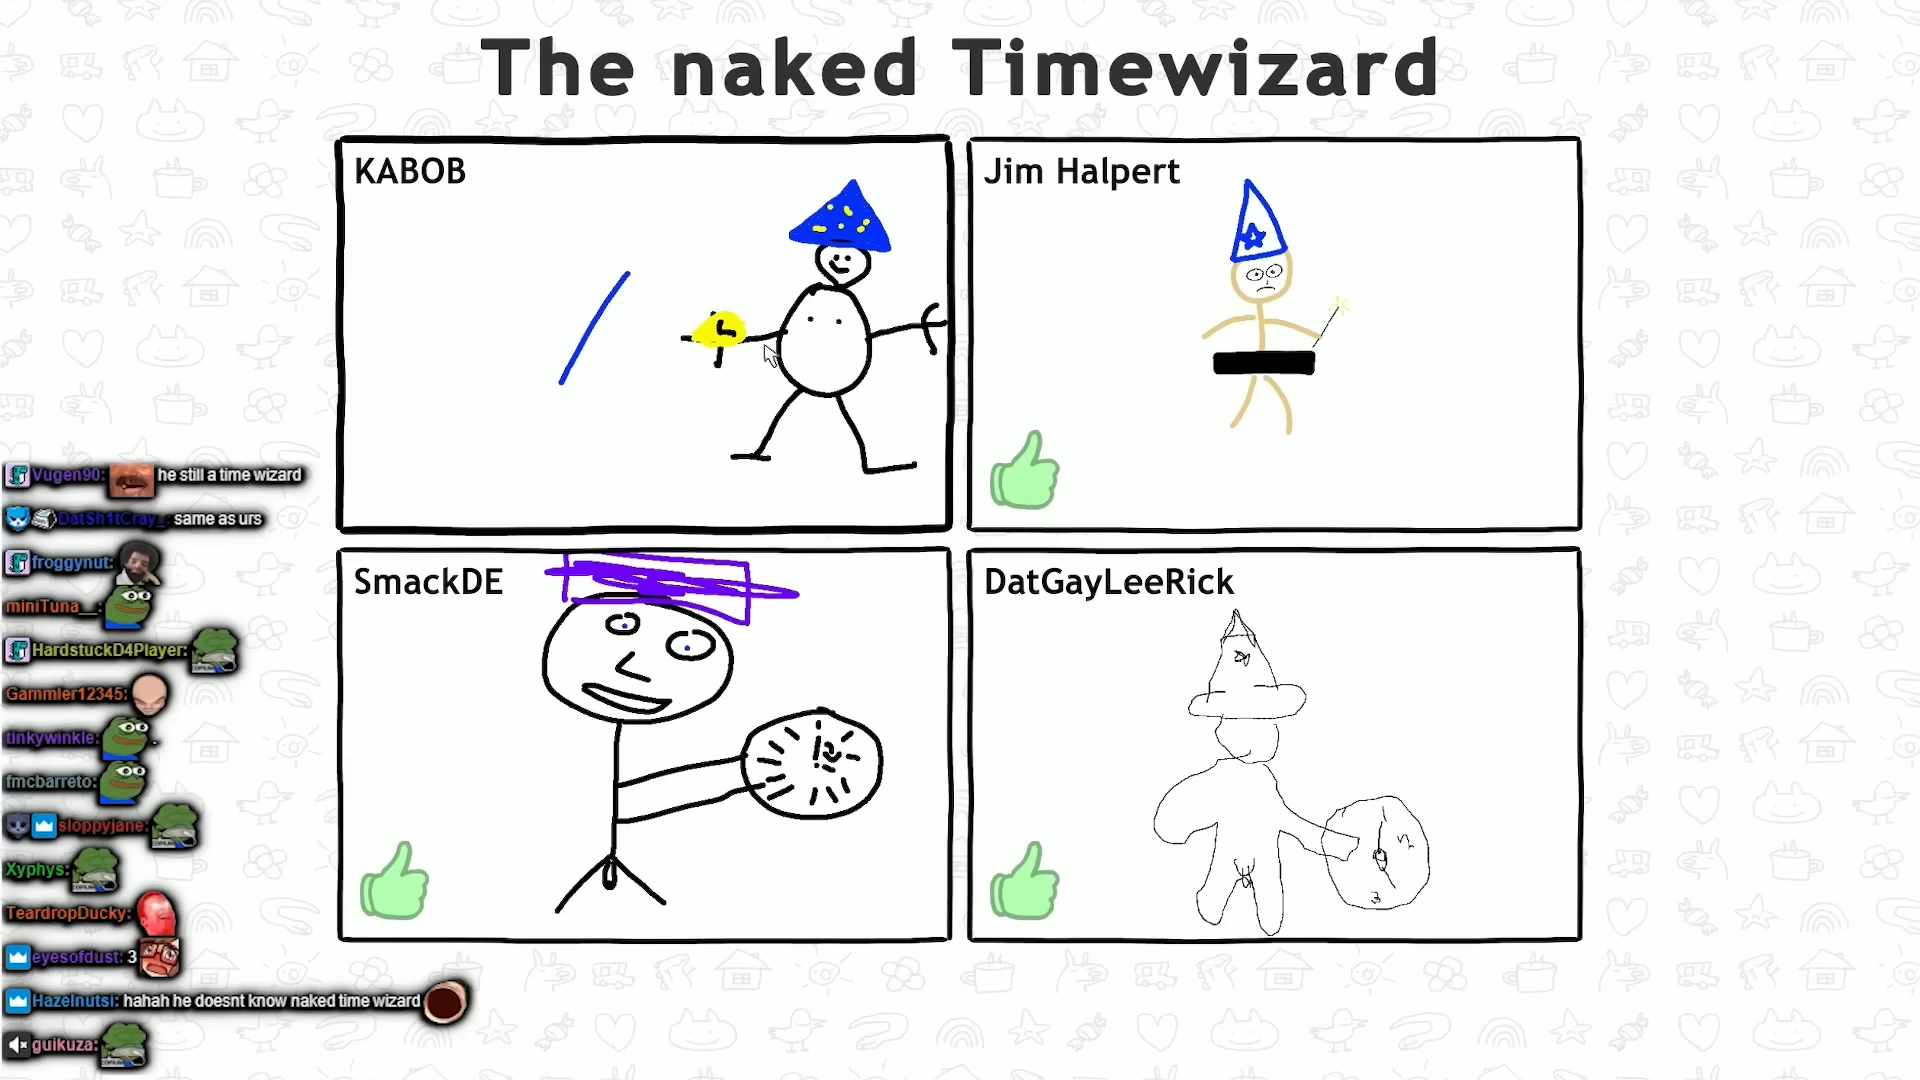 The naked Timewizard
KABOB
Jim Halpert
SmackDE
DatGayLeeRick
Vugen90: he still a time wizard
DatSh1tCray_: same as urs
froggynut:
miniTuna__:
HardstuckD4Player:
Gammler12345:
tinkywinkle:
fmcbarreto:
sloppyjane:
Xyphys:
TeardropDucky:
eyesofdust: 3
Hazelnutsi: hahah he doesnt know naked time wizard
guikuza: